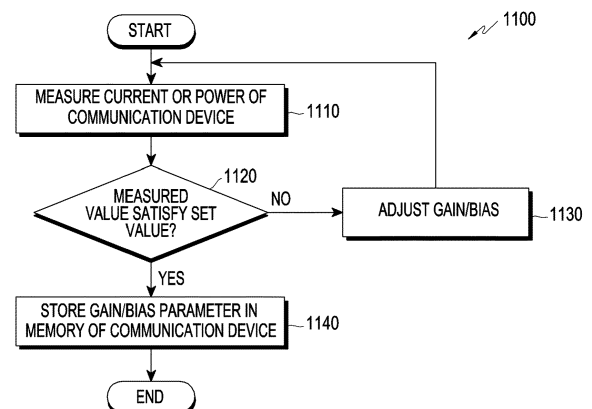 START
1100
MEASURE CURRENT OR POWER OF
COMMUNICATION DEVICE
1110
1120
MEASURED
VALUE SATISFY SET
VALUE?
NO
ADJUST GAIN/BIAS
1130
YES
STORE GAIN/BIAS PARAMETER IN
MEMORY OF COMMUNICATION DEVICE
1140
END